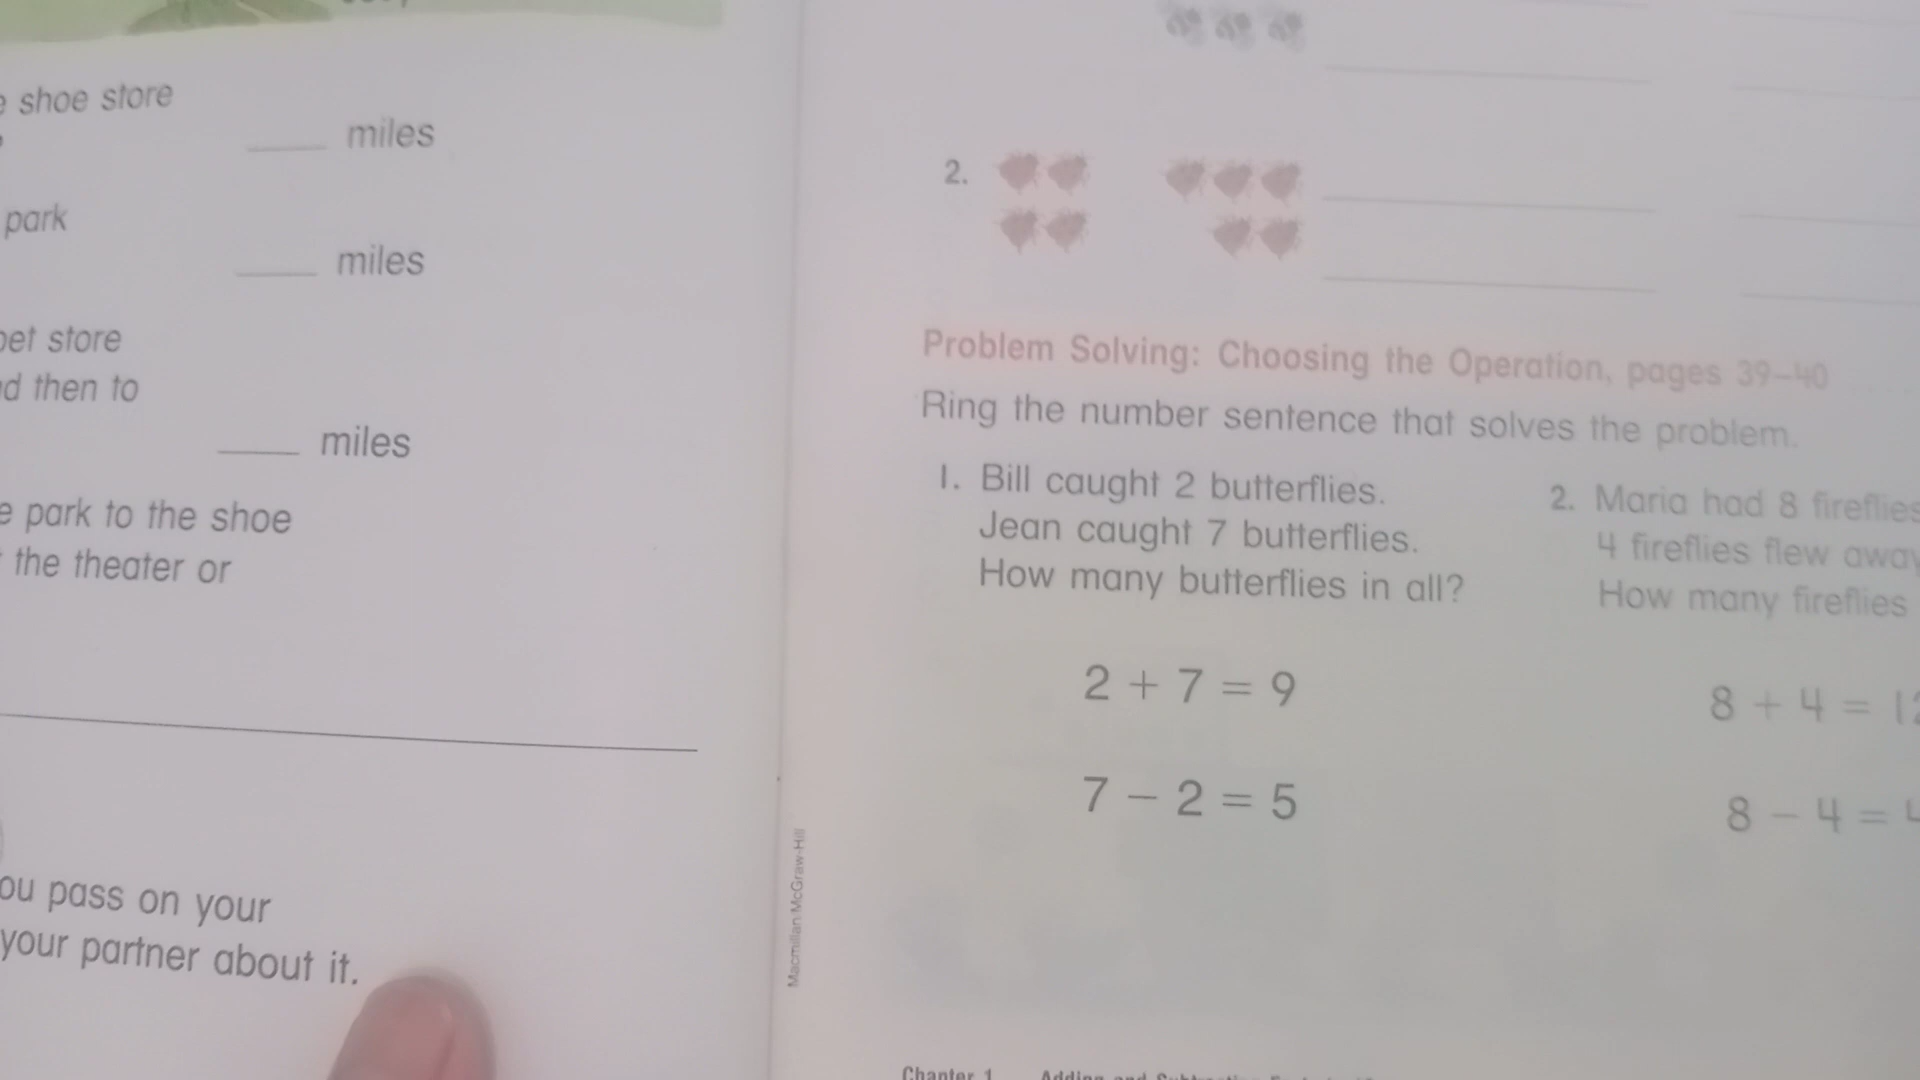 shoe store
miles
park
miles
store
then to
miles
park to the shoe
the theater or
pass on your
your partner about it.
2.
Problem Solving: Choosing the Operation, pages 39–40
Ring the number sentence that solves the problem.
1. Bill caught 2 butterflies.
Jean caught 7 butterflies.
How many butterflies in all?
2 + 7 = 9
7 − 2 = 5
2. Maria had 8 fireflies
4 fireflies flew away
How many fireflies
8 + 4 = 12
8 − 4 = 4
Macmillan/McGraw-Hill
Chapter 1